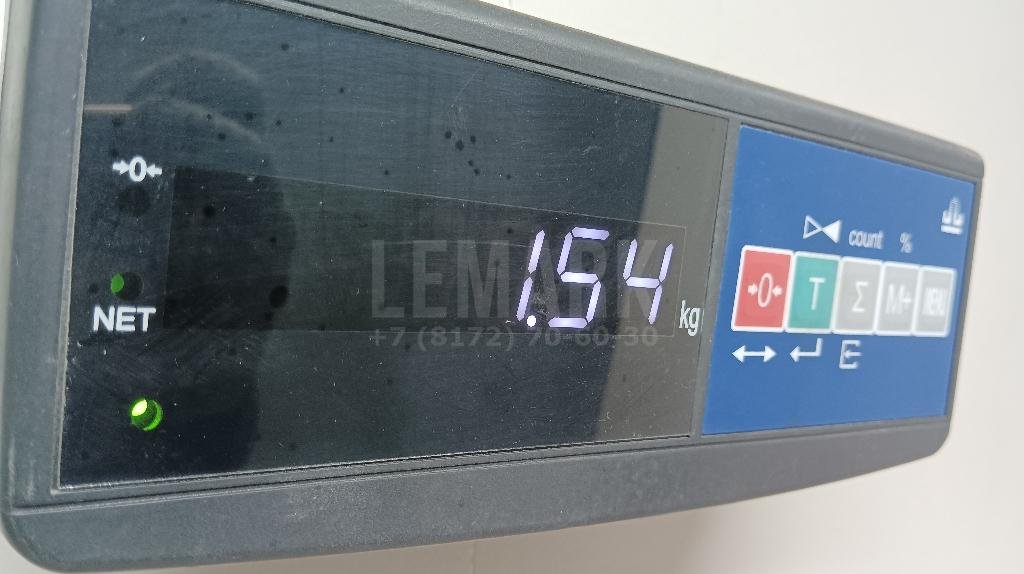 →0←
NET
1.54 kg
LEMARK
+7 (8172) 70-60-30
count %
→0← T Σ M+ MENU